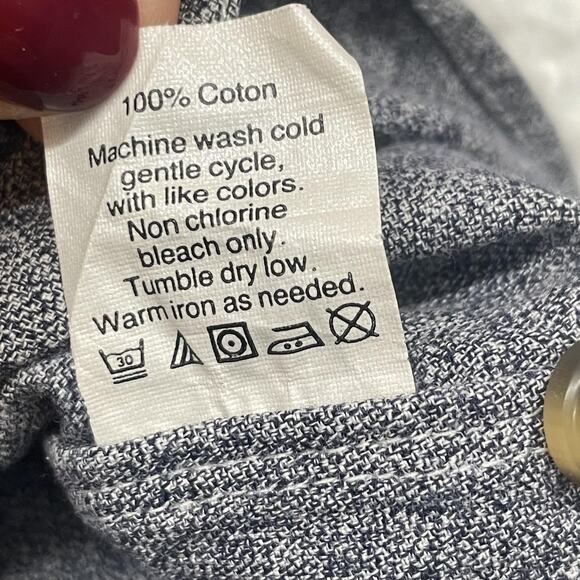 100% Coton
Machine wash cold
gentle cycle,
with like colors.
Non chlorine
bleach only.
Tumble dry low.
Warm iron as needed.
30